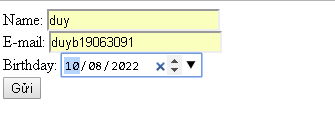 Name: duy
E-mail: duyb19063091
Birthday: 10/08/2022
Gửi